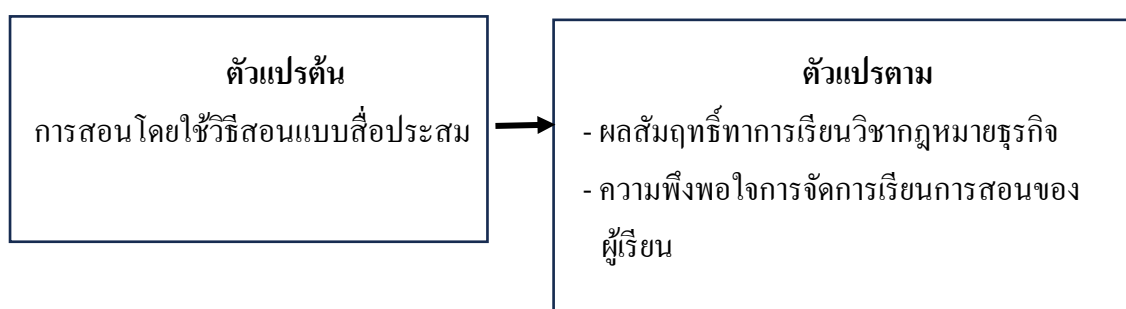 ตัวแปรต้น
การสอนโดยใช้วิธีสอนแบบสื่อประสม
ตัวแปรตาม
- ผลสัมฤทธิ์ทาการเรียนวิชากฎหมายธุรกิจ
- ความพึงพอใจการจัดการเรียนการสอนของ
ผู้เรียน